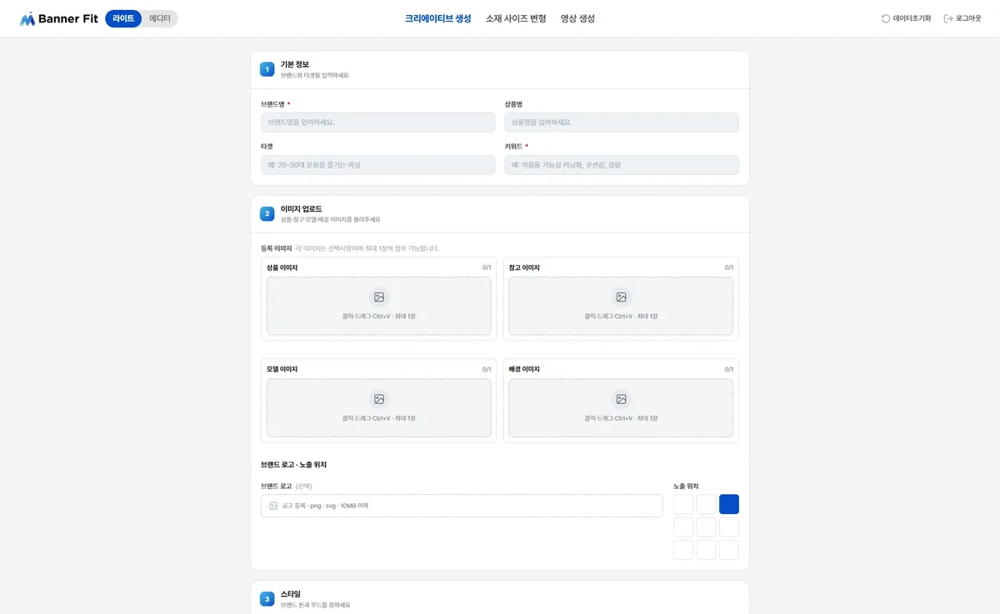 Banner Fit 라이트 에디터 크리에이티브 생성 소재 사이즈 변형 영상 생성 데이터초기화 로그아웃
1 기본 정보
브랜드와 타겟을 입력하세요
브랜드명 * 상품명
브랜드명을 입력하세요. 상품명을 입력하세요.
타겟 키워드 *
예: 20-30대 운동을 즐기는 여성 예: 여름용 기능성 러닝화, 쿠션감, 경량
2 이미지 업로드
상품·참고·모델·배경 이미지를 올려주세요
등록 이미지 각 이미지는 선택사항이며 최대 1장씩 첨부 가능합니다.
상품 이미지 0/1 참고 이미지 0/1
클릭·드래그·Ctrl+V · 최대 1장 클릭·드래그·Ctrl+V · 최대 1장
모델 이미지 0/1 배경 이미지 0/1
클릭·드래그·Ctrl+V · 최대 1장 클릭·드래그·Ctrl+V · 최대 1장
브랜드 로고 · 노출 위치
브랜드 로고 (선택) 노출 위치
로고 등록 · png · svg · 10MB 이하
3 스타일
브랜드 톤과 무드를 정하세요